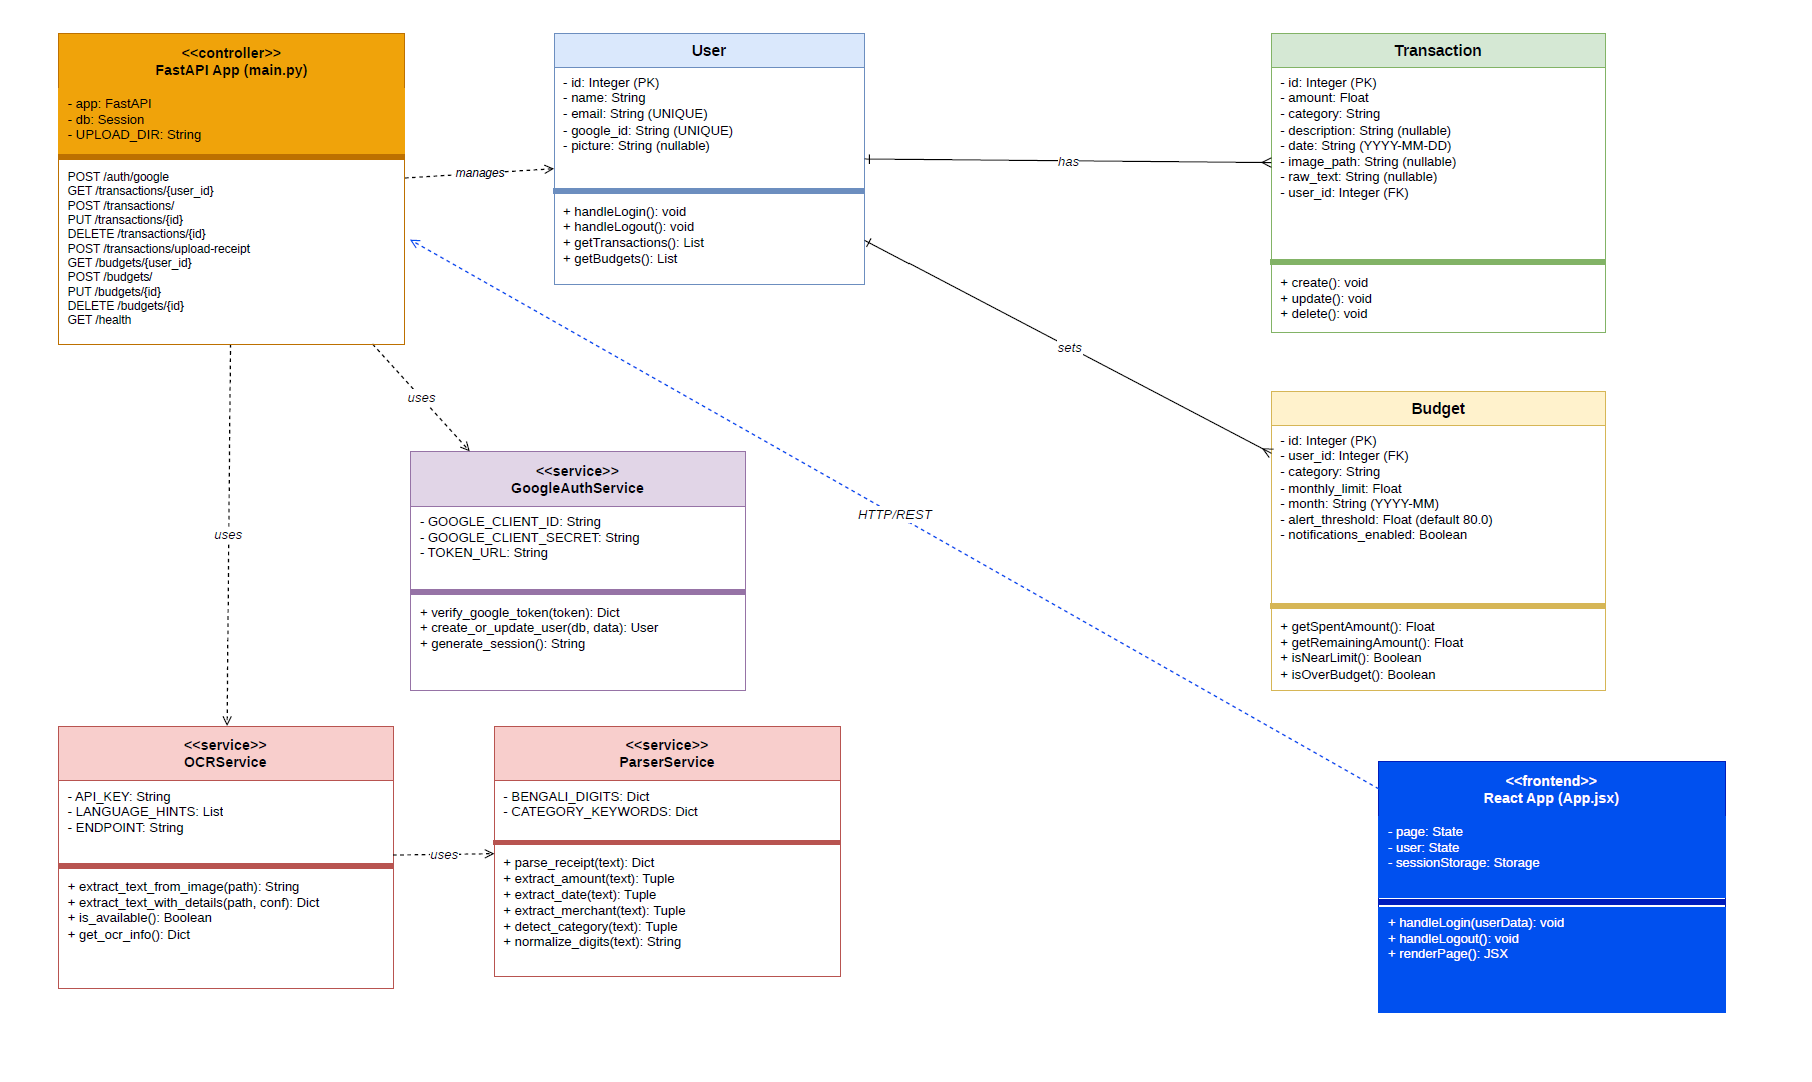 <<controller>>
FastAPI App (main.py)
- app: FastAPI
- db: Session
- UPLOAD_DIR: String
POST /auth/google
GET /transactions/{user_id}
POST /transactions/
PUT /transactions/{id}
DELETE /transactions/{id}
POST /transactions/upload-receipt
GET /budgets/{user_id}
POST /budgets/
PUT /budgets/{id}
DELETE /budgets/{id}
GET /health
manages
User
- id: Integer (PK)
- name: String
- email: String (UNIQUE)
- google_id: String (UNIQUE)
- picture: String (nullable)
+ handleLogin(): void
+ handleLogout(): void
+ getTransactions(): List
+ getBudgets(): List
has
Transaction
- id: Integer (PK)
- amount: Float
- category: String
- description: String (nullable)
- date: String (YYYY-MM-DD)
- image_path: String (nullable)
- raw_text: String (nullable)
- user_id: Integer (FK)
+ create(): void
+ update(): void
+ delete(): void
sets
Budget
- id: Integer (PK)
- user_id: Integer (FK)
- category: String
- monthly_limit: Float
- month: String (YYYY-MM)
- alert_threshold: Float (default 80.0)
- notifications_enabled: Boolean
+ getSpentAmount(): Float
+ getRemainingAmount(): Float
+ isNearLimit(): Boolean
+ isOverBudget(): Boolean
uses
<<service>>
GoogleAuthService
- GOOGLE_CLIENT_ID: String
- GOOGLE_CLIENT_SECRET: String
- TOKEN_URL: String
+ verify_google_token(token): Dict
+ create_or_update_user(db, data): User
+ generate_session(): String
HTTP/REST
uses
<<service>>
OCRService
- API_KEY: String
- LANGUAGE_HINTS: List
- ENDPOINT: String
+ extract_text_from_image(path): String
+ extract_text_with_details(path, conf): Dict
+ is_available(): Boolean
+ get_ocr_info(): Dict
uses
<<service>>
ParserService
- BENGALI_DIGITS: Dict
- CATEGORY_KEYWORDS: Dict
+ parse_receipt(text): Dict
+ extract_amount(text): Tuple
+ extract_date(text): Tuple
+ extract_merchant(text): Tuple
+ detect_category(text): Tuple
+ normalize_digits(text): String
<<frontend>>
React App (App.jsx)
- page: State
- user: State
- sessionStorage: Storage
+ handleLogin(userData): void
+ handleLogout(): void
+ renderPage(): JSX